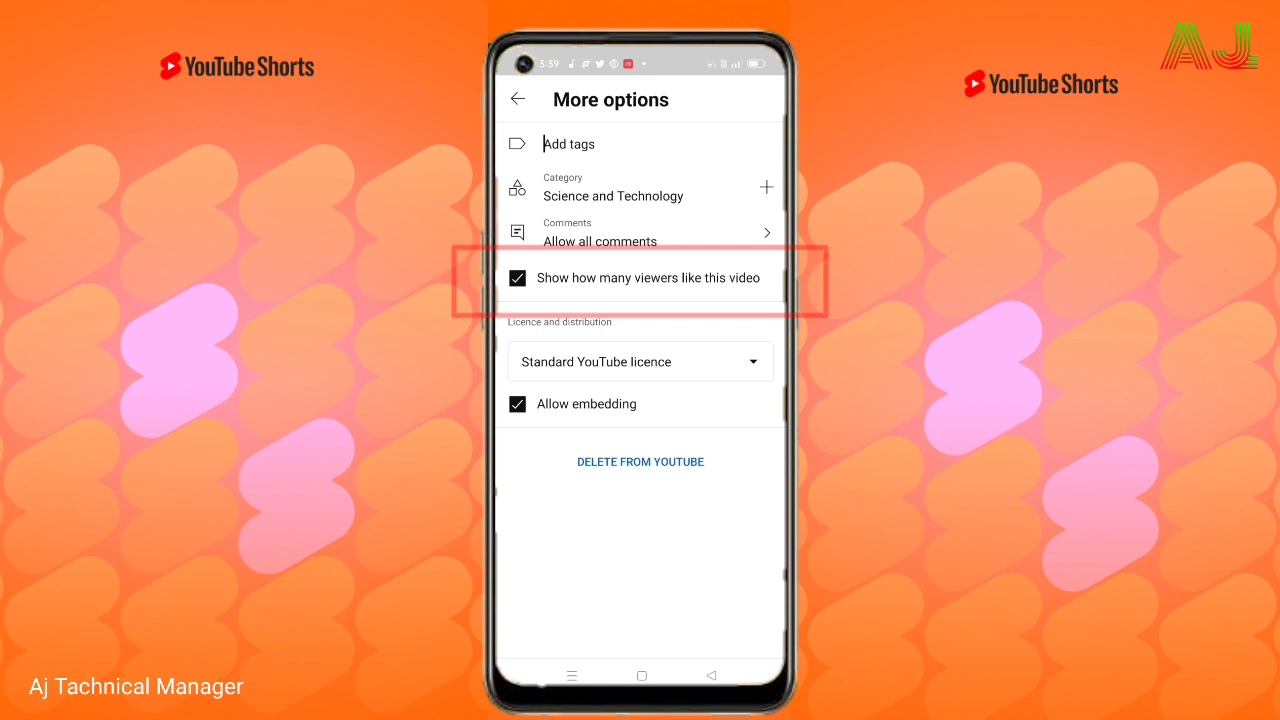 YouTube Shorts
AJ
YouTube Shorts
3:39
More options
Add tags
Category
Science and Technology
Comments
Allow all comments
Show how many viewers like this video
Licence and distribution
Standard YouTube licence
Allow embedding
DELETE FROM YOUTUBE
Aj Tachnical Manager